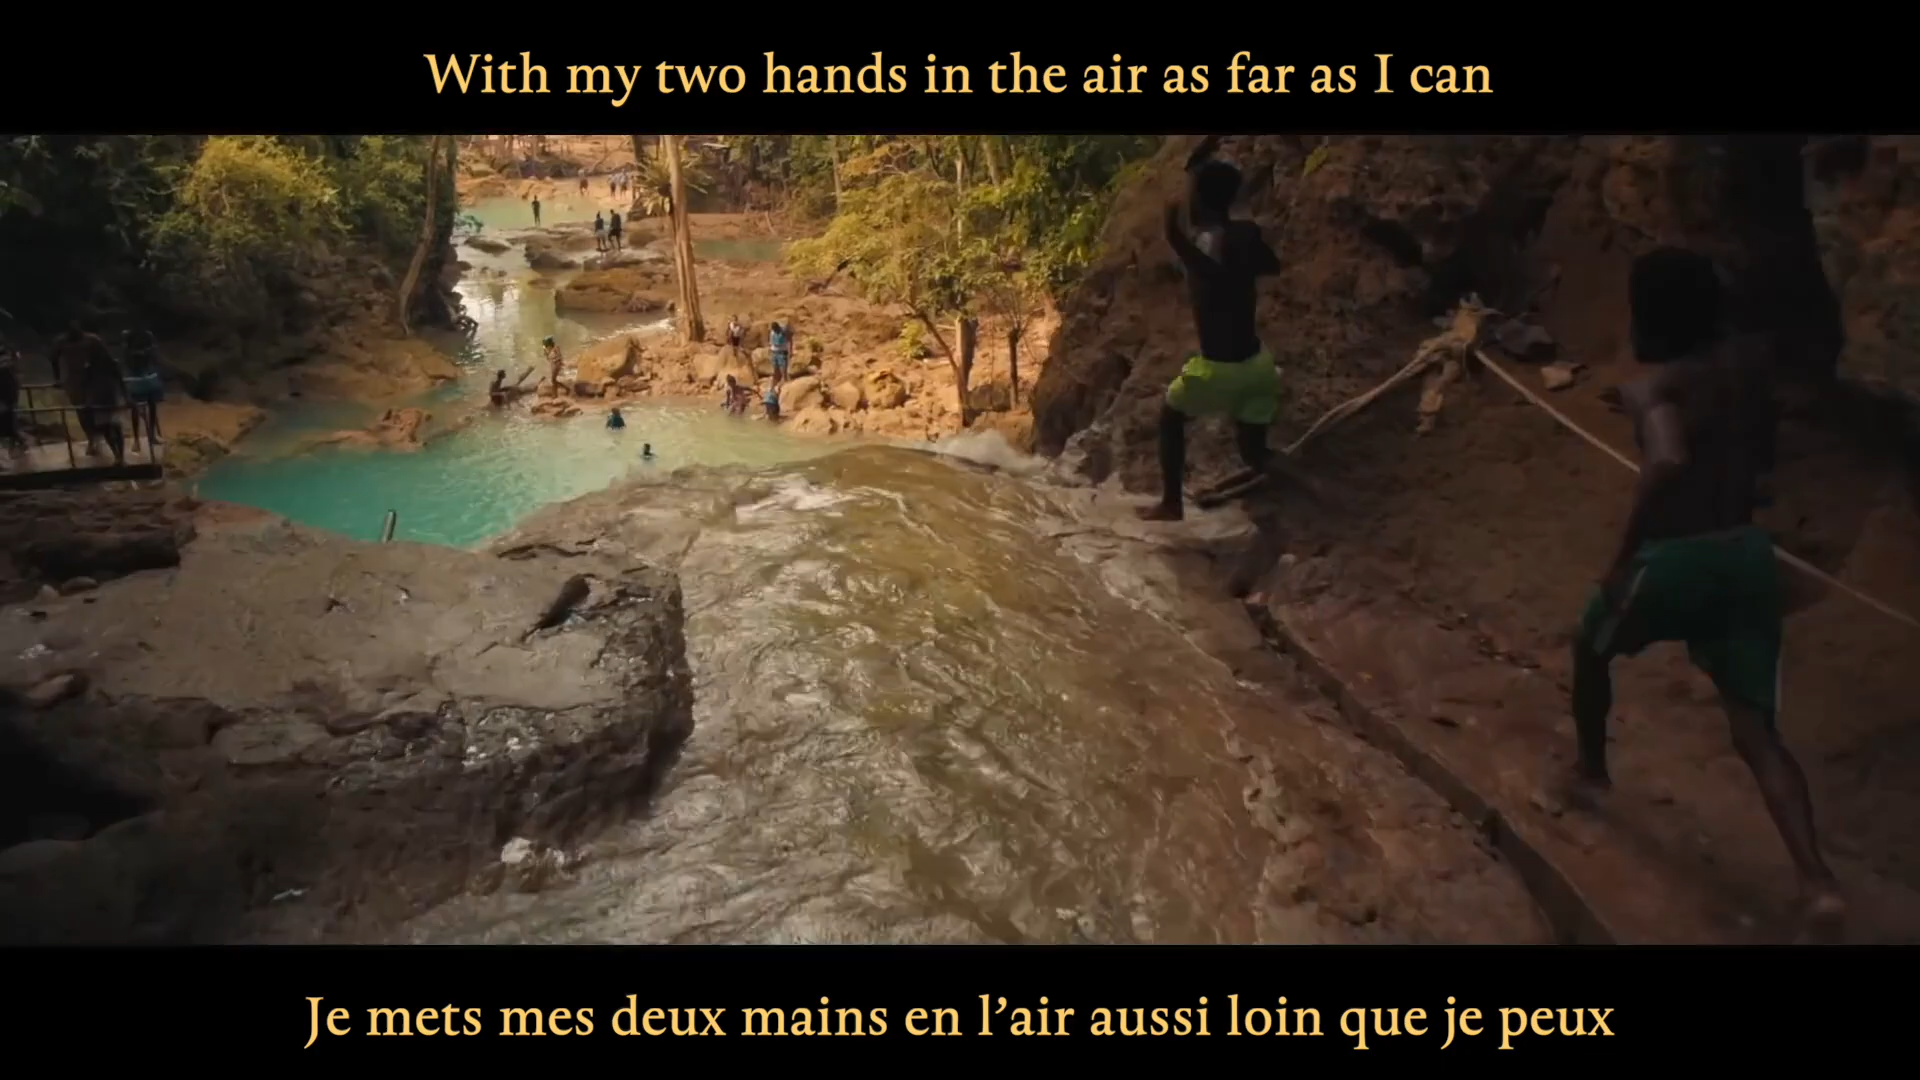 With my two hands in the air as far as I can
Je mets mes deux mains en l’air aussi loin que je peux